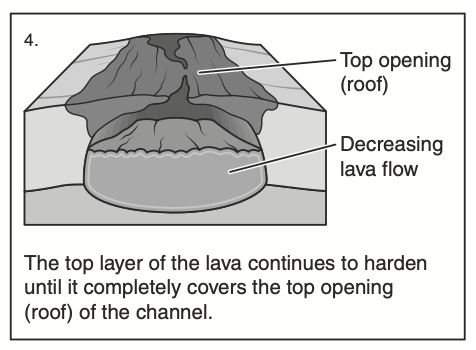 4.
Top opening
(roof)
Decreasing
lava flow
The top layer of the lava continues to harden
until it completely covers the top opening
(roof) of the channel.